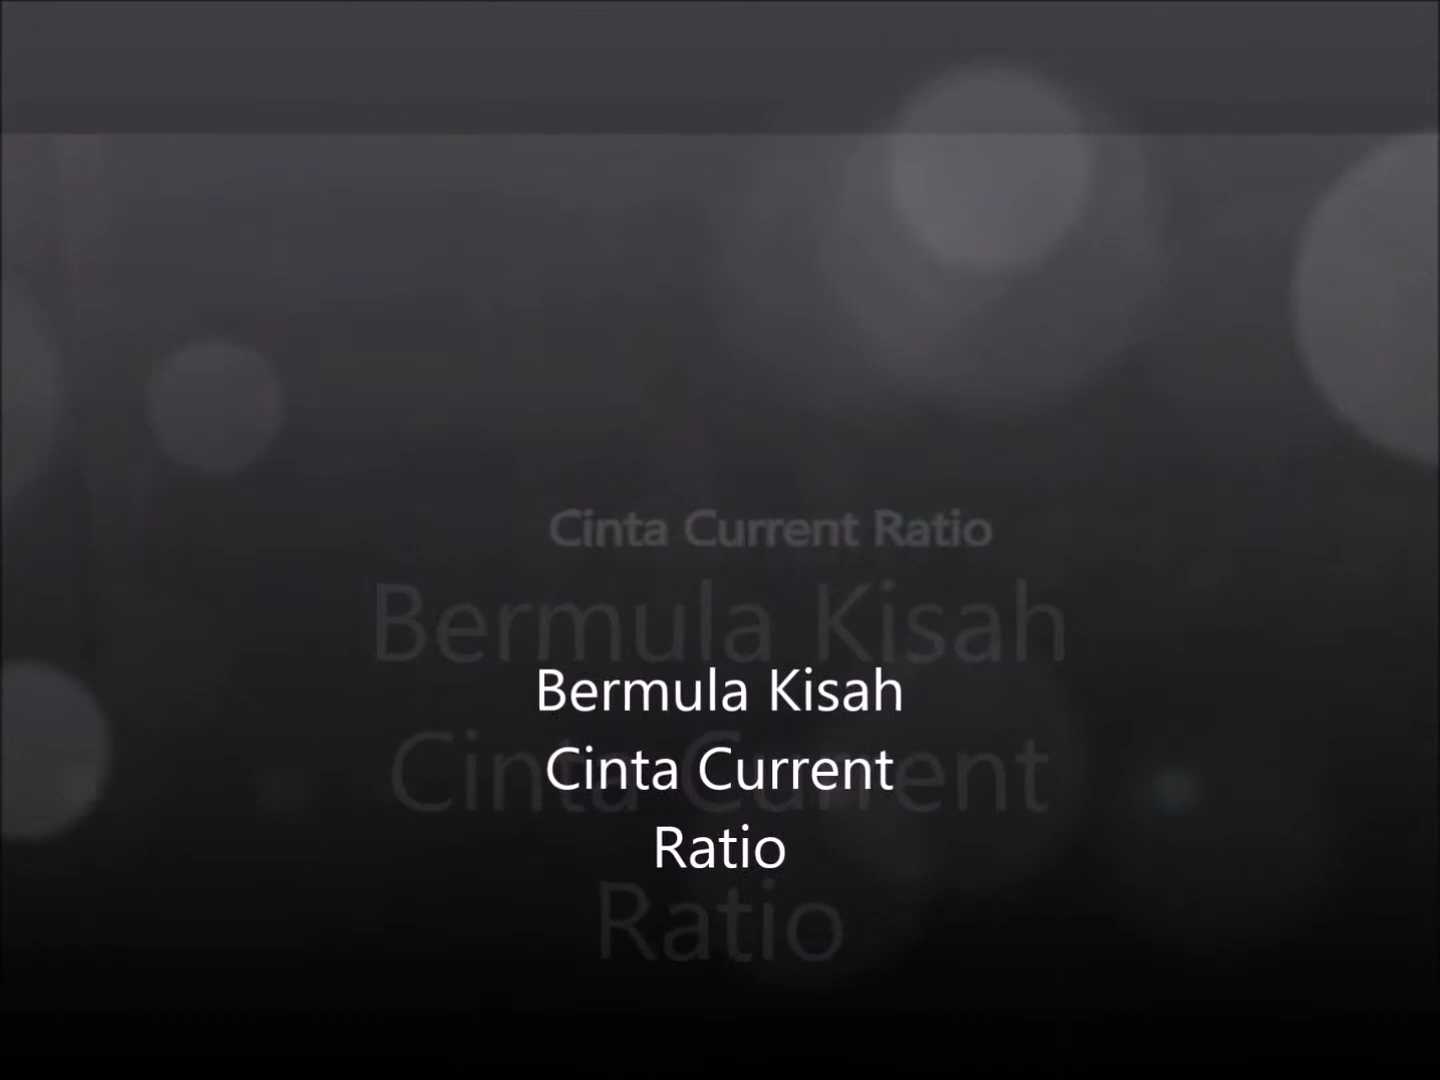 Cinta Current Ratio
Bermula Kisah
Bermula Kisah
Cinta Current
Cinta Current
Ratio
Ratio